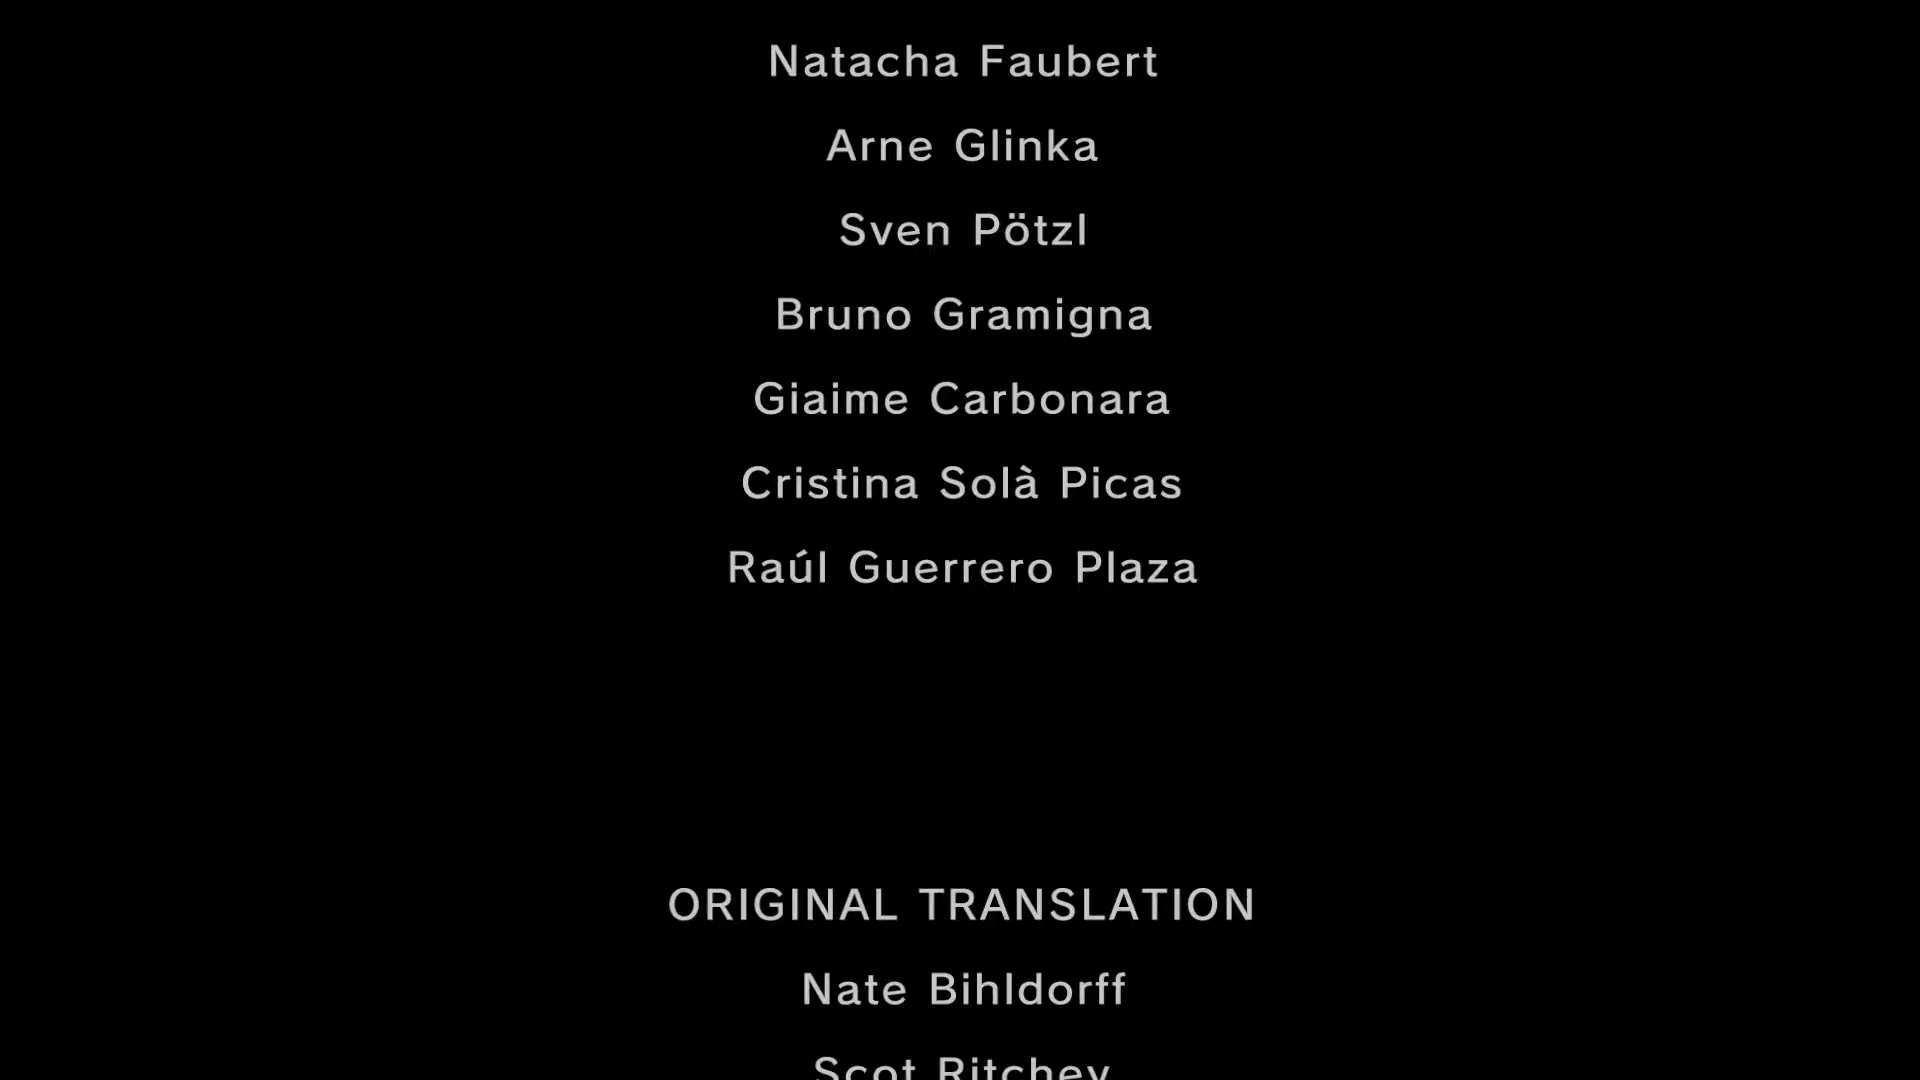 Natacha Faubert
Arne Glinka
Sven Pötzl
Bruno Gramigna
Giaime Carbonara
Cristina Solà Picas
Raúl Guerrero Plaza
ORIGINAL TRANSLATION
Nate Bihldorff
Scot Ritchey